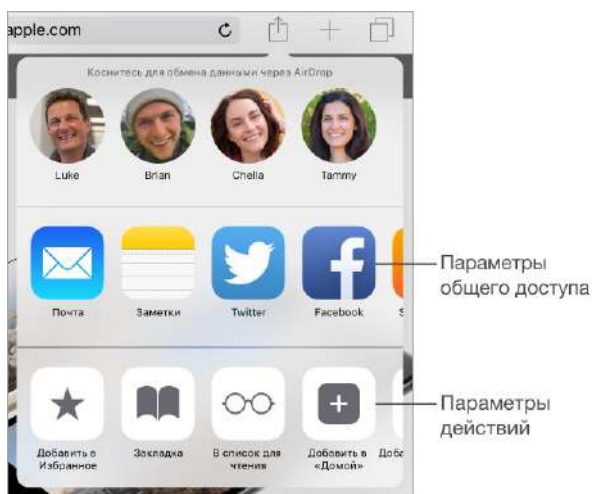 apple.com
Коснитесь для обмена данными через AirDrop
Luke Brian Chella Tammy
Почта Заметки Twitter Facebook S
Параметры
общего доступа
Добавить в Избранное Закладка В список для чтения Добавить в «Домой» Доба
Параметры
действий